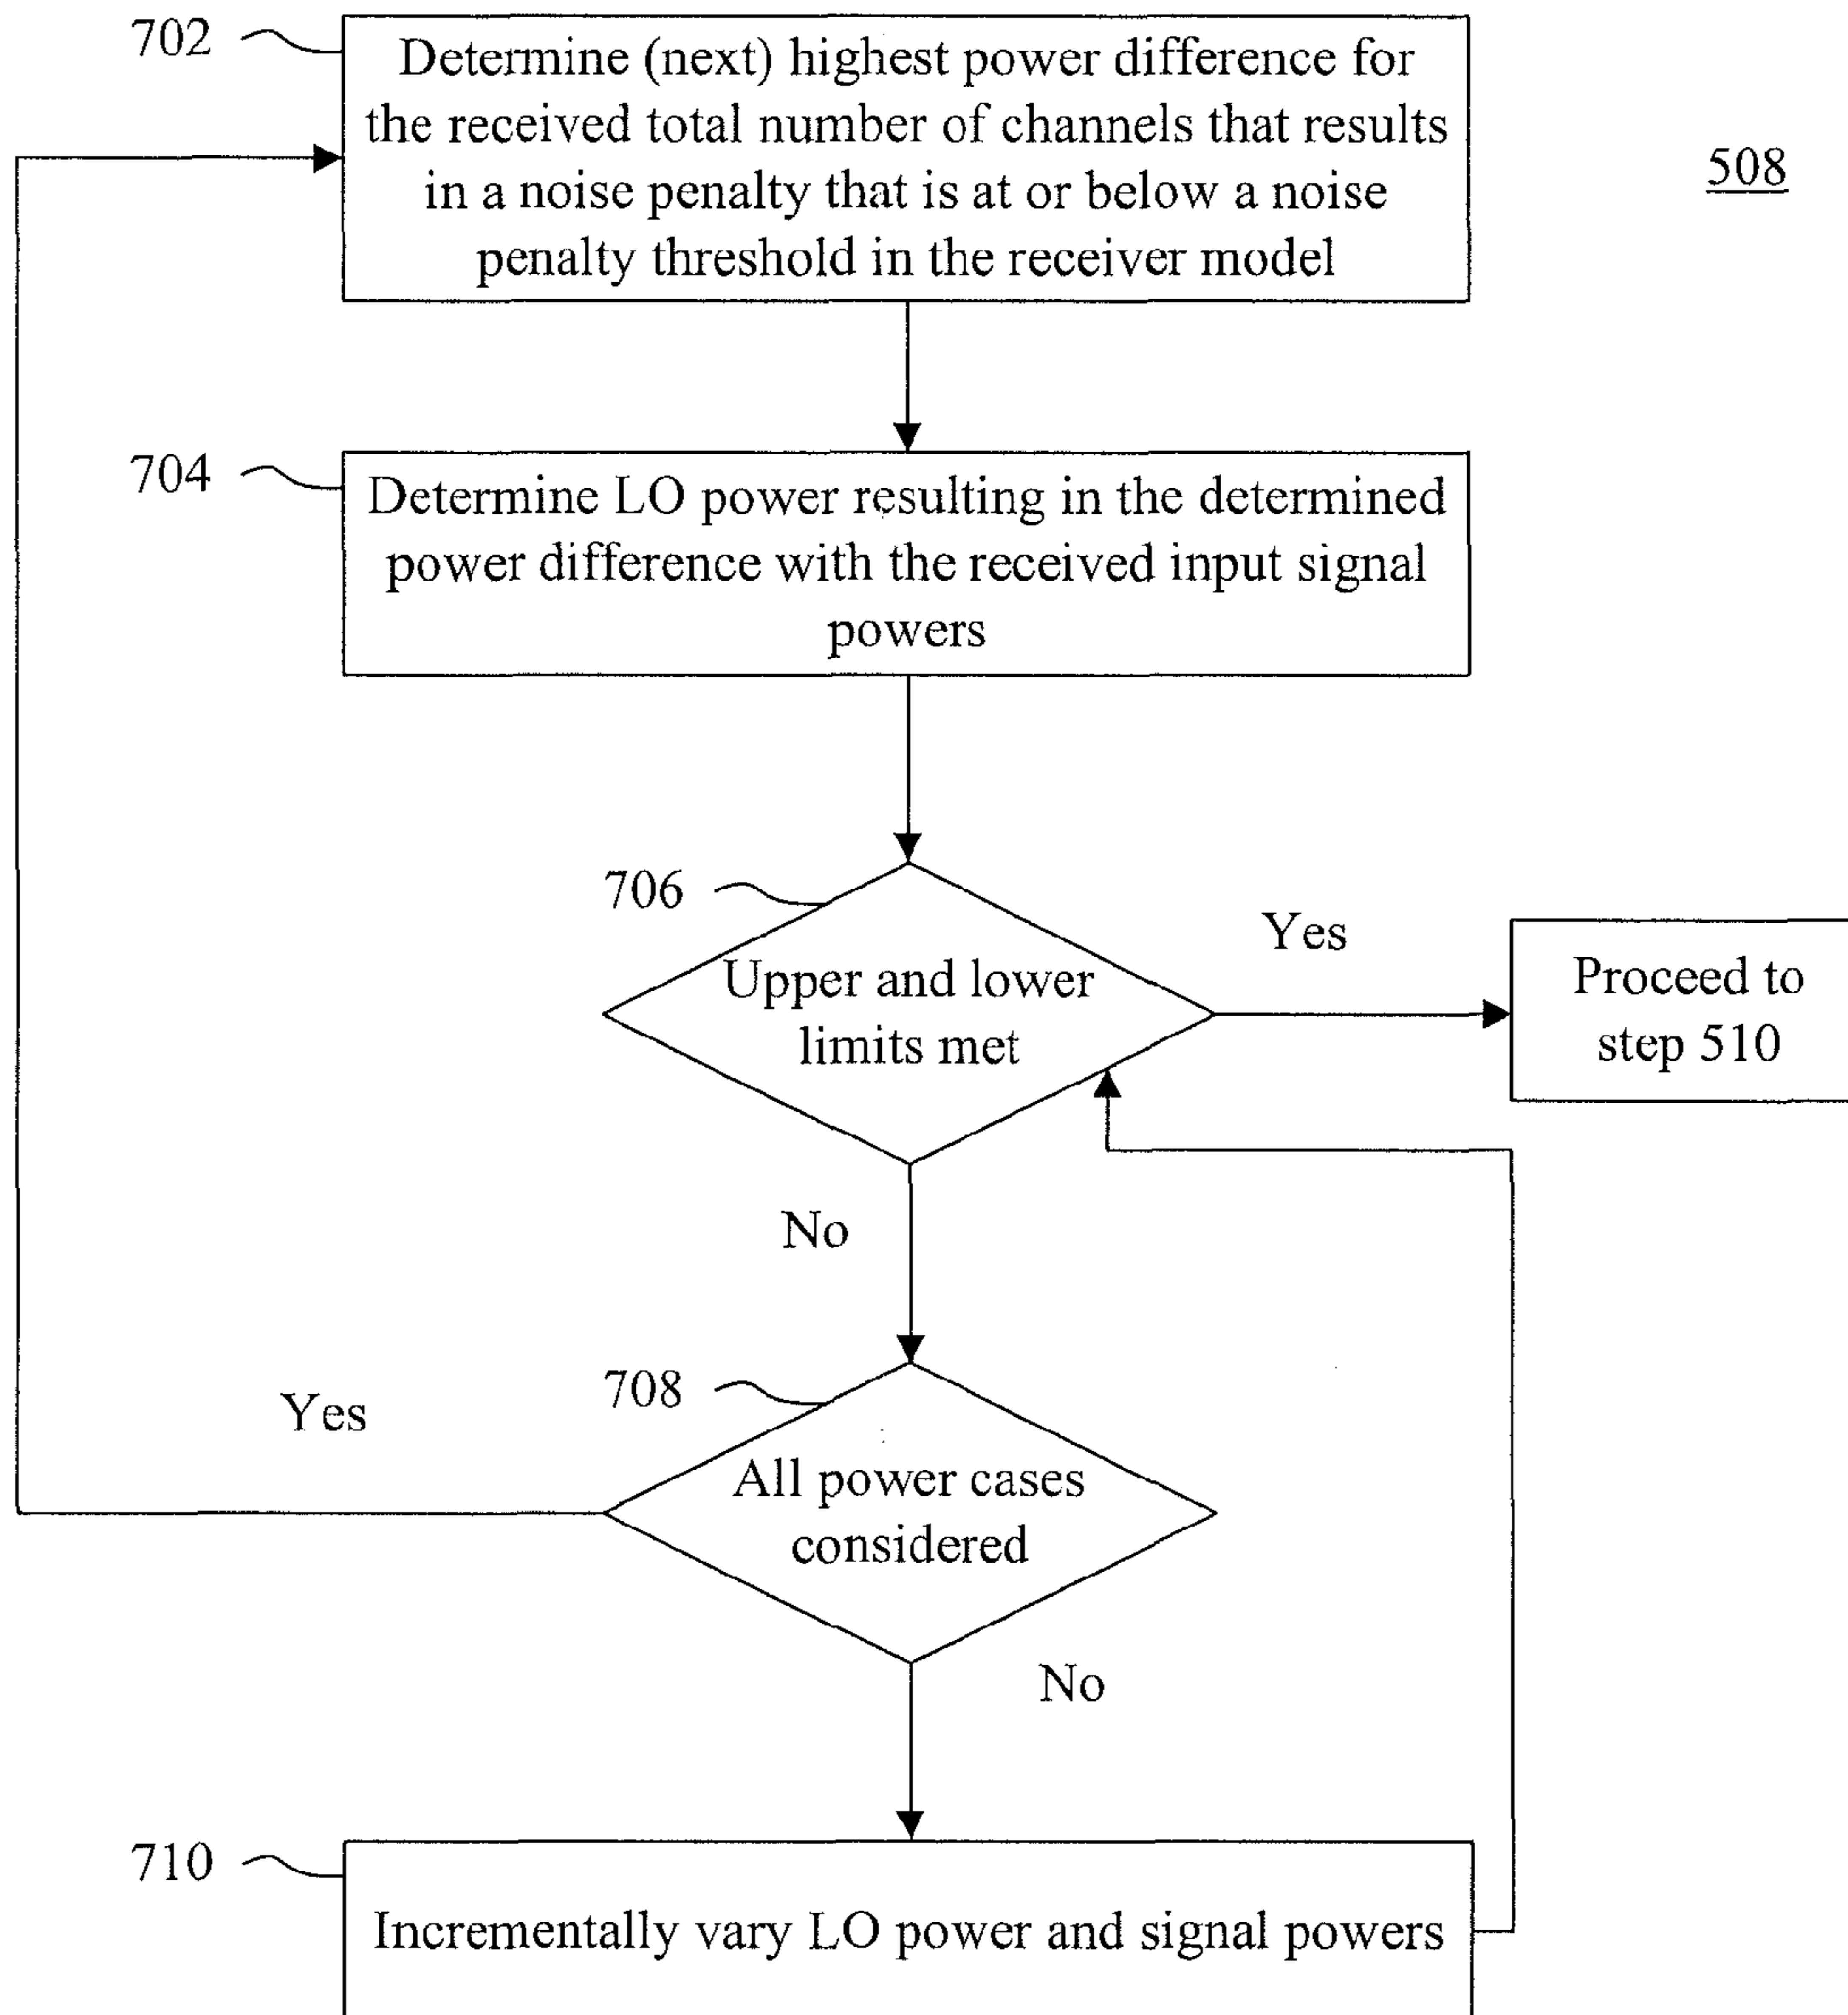 702
Determine (next) highest power difference for
the received total number of channels that results
in a noise penalty that is at or below a noise
penalty threshold in the receiver model
508
704
Determine LO power resulting in the determined
power difference with the received input signal
powers
706
Upper and lower
limits met
Yes
Proceed to
step 510
No
708
All power cases
considered
Yes
No
710
Incrementally vary LO power and signal powers